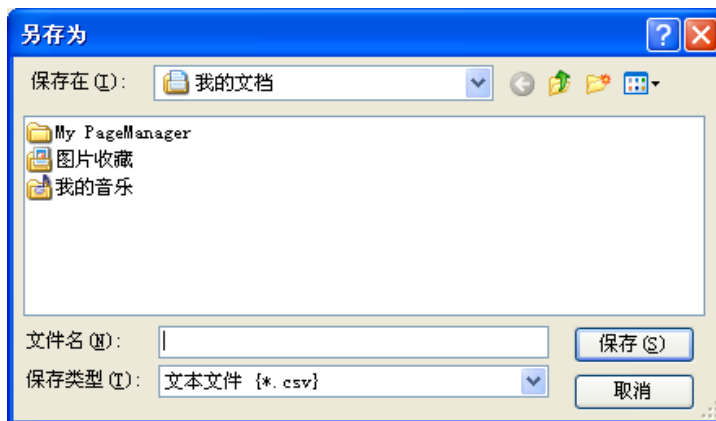 另存为
保存在(I):
我的文档
My PageManager
图片收藏
我的音乐
文件名(N):
保存(S)
保存类型(T):
文本文件 {*.csv}
取消